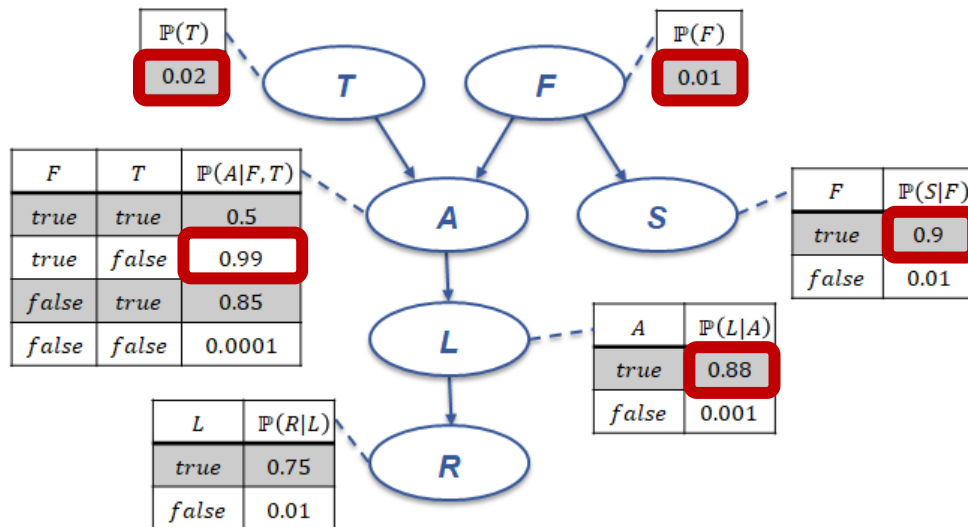 ℙ(T)
0.02
ℙ(F)
0.01
T
F
F T ℙ(A|F,T)
true true 0.5
true false 0.99
false true 0.85
false false 0.0001
A
S
F ℙ(S|F)
true 0.9
false 0.01
L
A ℙ(L|A)
true 0.88
false 0.001
L ℙ(R|L)
true 0.75
false 0.01
R